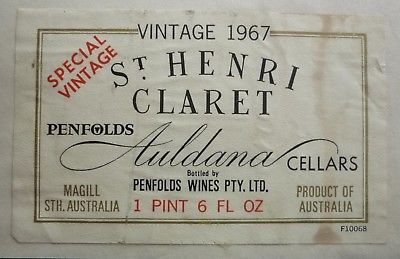 VINTAGE 1967
SPECIAL
VINTAGE
ST. HENRI
CLARET
PENFOLDS
Auldana CELLARS
Bottled by
PENFOLDS WINES PTY. LTD.
MAGILL
STH. AUSTRALIA
1 PINT 6 FL OZ
PRODUCT OF
AUSTRALIA
F10068